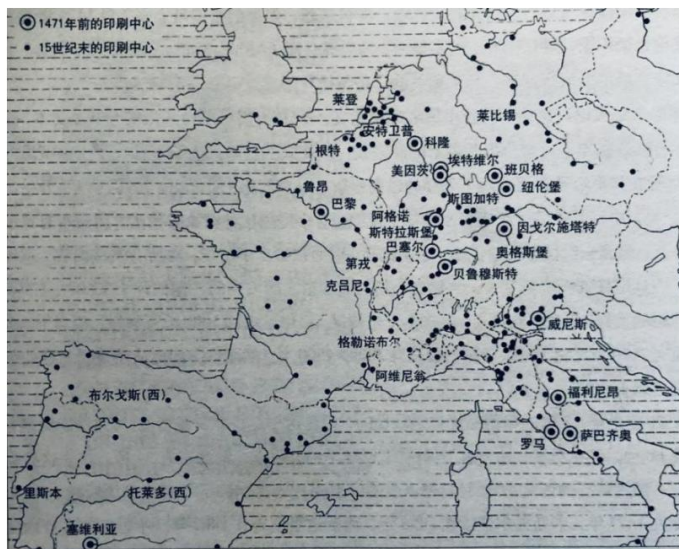 1471年前的印刷中心
15世纪末的印刷中心
莱登
莱比锡
安特卫普
科隆
根特
埃特维尔
美因茨
班贝格
纽伦堡
鲁昂
巴黎
斯图加特
阿格诺
斯特拉斯堡
因戈尔施塔特
奥格斯堡
巴塞尔
第戎
贝鲁穆斯特
克吕尼
威尼斯
格勒诺布尔
阿维尼翁
布尔戈斯(西)
福利尼昂
罗马
萨巴齐奥
里斯本
托莱多(西)
塞维利亚